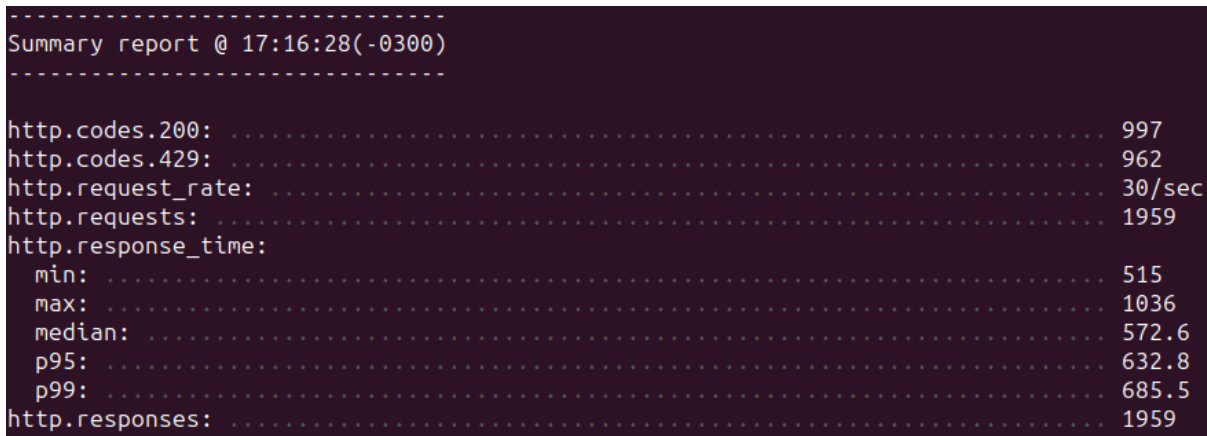 --------------------------------
Summary report @ 17:16:28(-0300)
--------------------------------
http.codes.200: ................................................................ 997
http.codes.429: ................................................................ 962
http.request_rate: ............................................................. 30/sec
http.requests: ................................................................. 1959
http.response_time:
  min: ......................................................................... 515
  max: ......................................................................... 1036
  median: ...................................................................... 572.6
  p95: ......................................................................... 632.8
  p99: ......................................................................... 685.5
http.responses: ................................................................ 1959